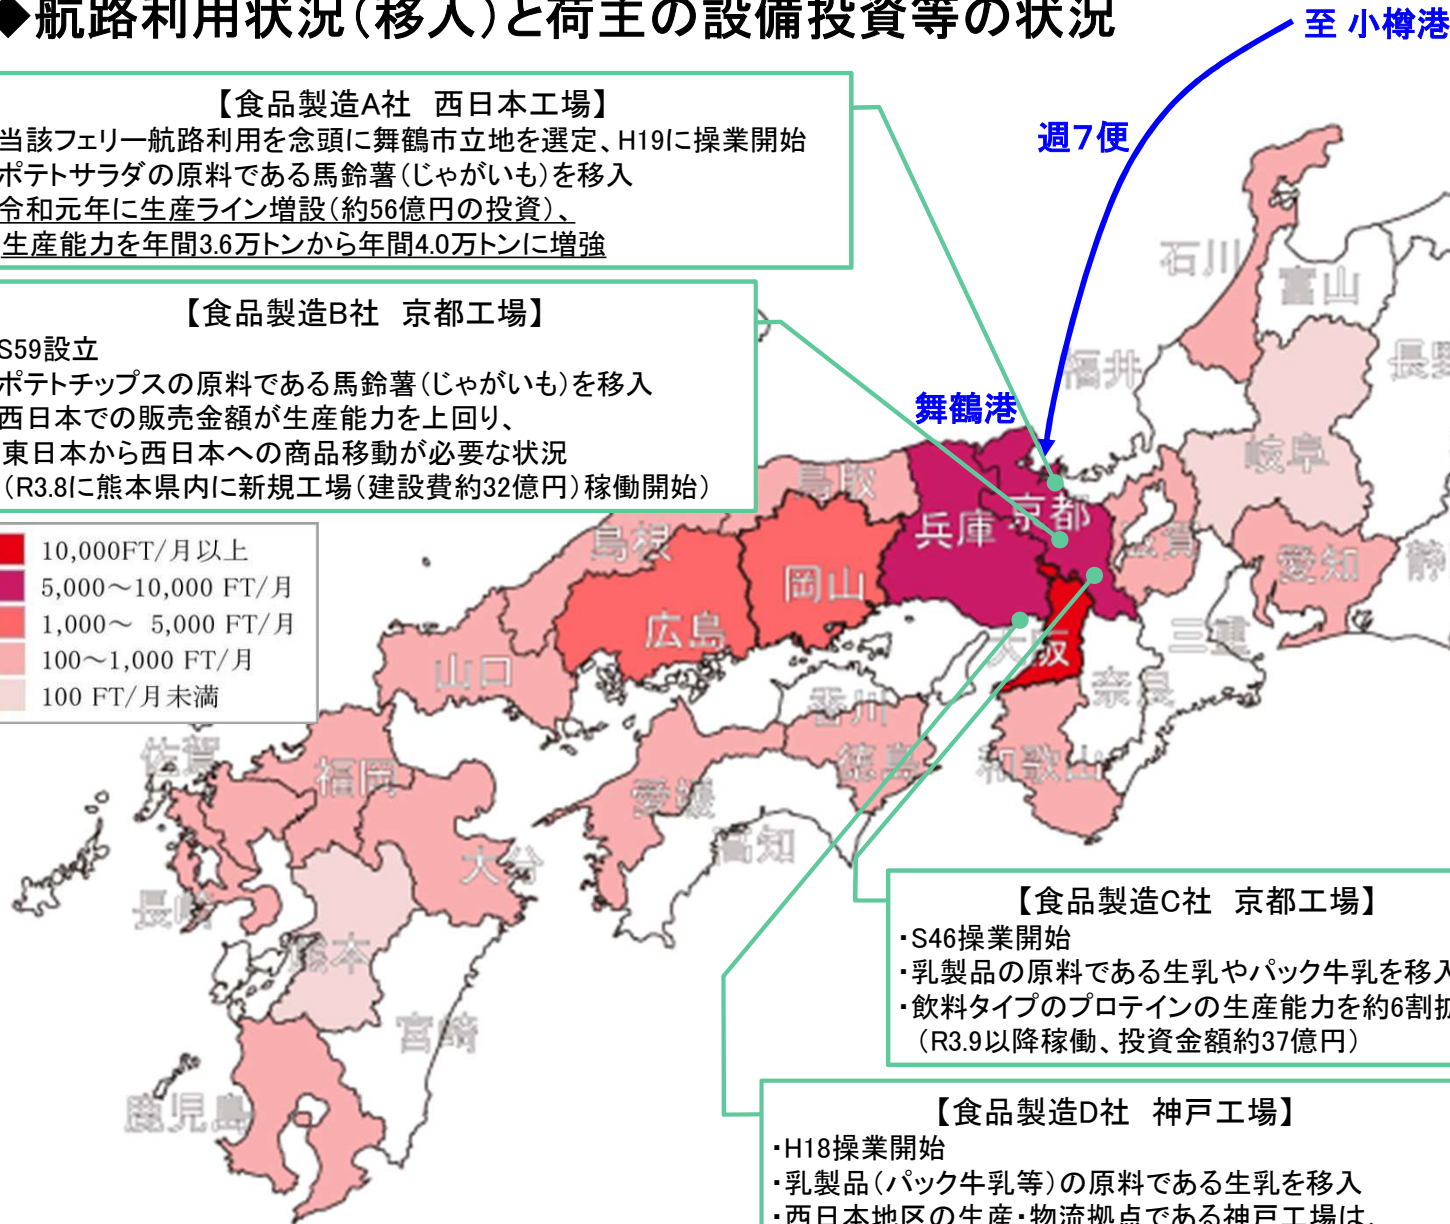 ◆航路利用状況（移入）と荷主の設備投資等の状況
至 小樽港
週７便
舞鶴港
【食品製造A社　西日本工場】
当該フェリー航路利用を念頭に舞鶴市立地を選定、H19に操業開始
ポテトサラダの原料である馬鈴薯（じゃがいも）を移入
令和元年に生産ライン増設（約56億円の投資）、
生産能力を年間3.6万トンから年間4.0万トンに増強
【食品製造B社　京都工場】
S59設立
ポテトチップスの原料である馬鈴薯（じゃがいも）を移入
西日本での販売金額が生産能力を上回り、
東日本から西日本への商品移動が必要な状況
（R3.8に熊本県内に新規工場（建設費約32億円）稼働開始）
10,000FT/月以上
5,000～10,000 FT/月
1,000～ 5,000 FT/月
100～1,000 FT/月
100 FT/月未満
石川
富山
福井
長野
岐阜
鳥取
島根
兵庫
京都
滋賀
愛知
静
岡山
広島
山口
大阪
三重
奈良
香川
徳島
和歌山
愛媛
高知
佐賀
福岡
大分
長崎
熊本
宮崎
鹿児島
【食品製造C社　京都工場】
・S46操業開始
・乳製品の原料である生乳やパック牛乳を移入
・飲料タイプのプロテインの生産能力を約6割拡
（R3.9以降稼働、投資金額約37億円）
【食品製造D社　神戸工場】
・H18操業開始
・乳製品（パック牛乳等）の原料である生乳を移入
・西日本地区の生産・物流拠点である神戸工場は、